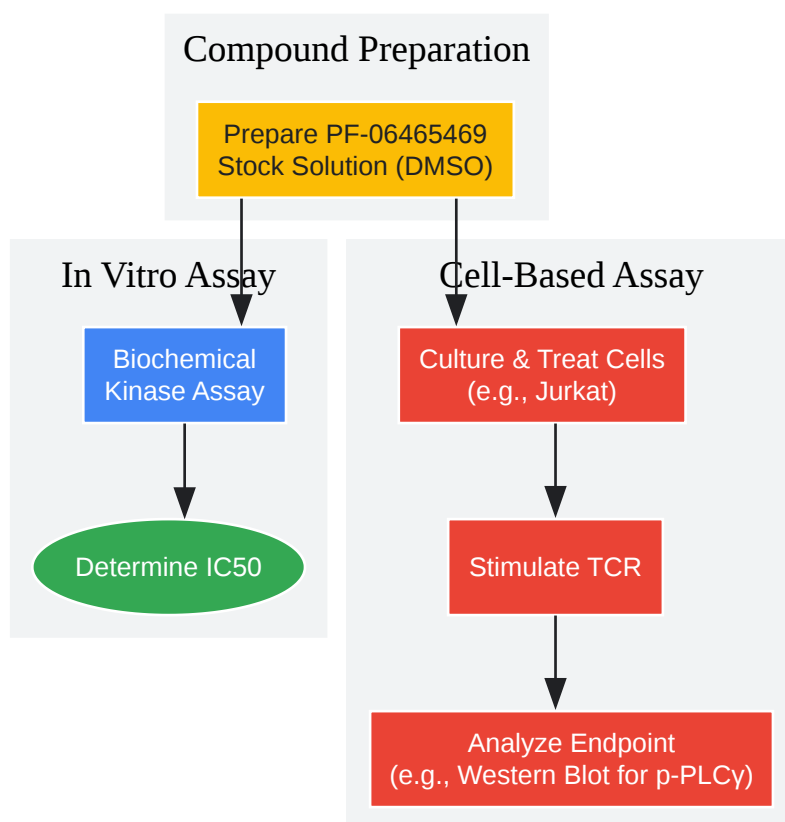 Compound Preparation
Prepare PF-06465469
Stock Solution (DMSO)
In Vitro Assay
Biochemical
Kinase Assay
Determine IC50
Cell-Based Assay
Culture & Treat Cells
(e.g., Jurkat)
Stimulate TCR
Analyze Endpoint
(e.g., Western Blot for p-PLCγ)